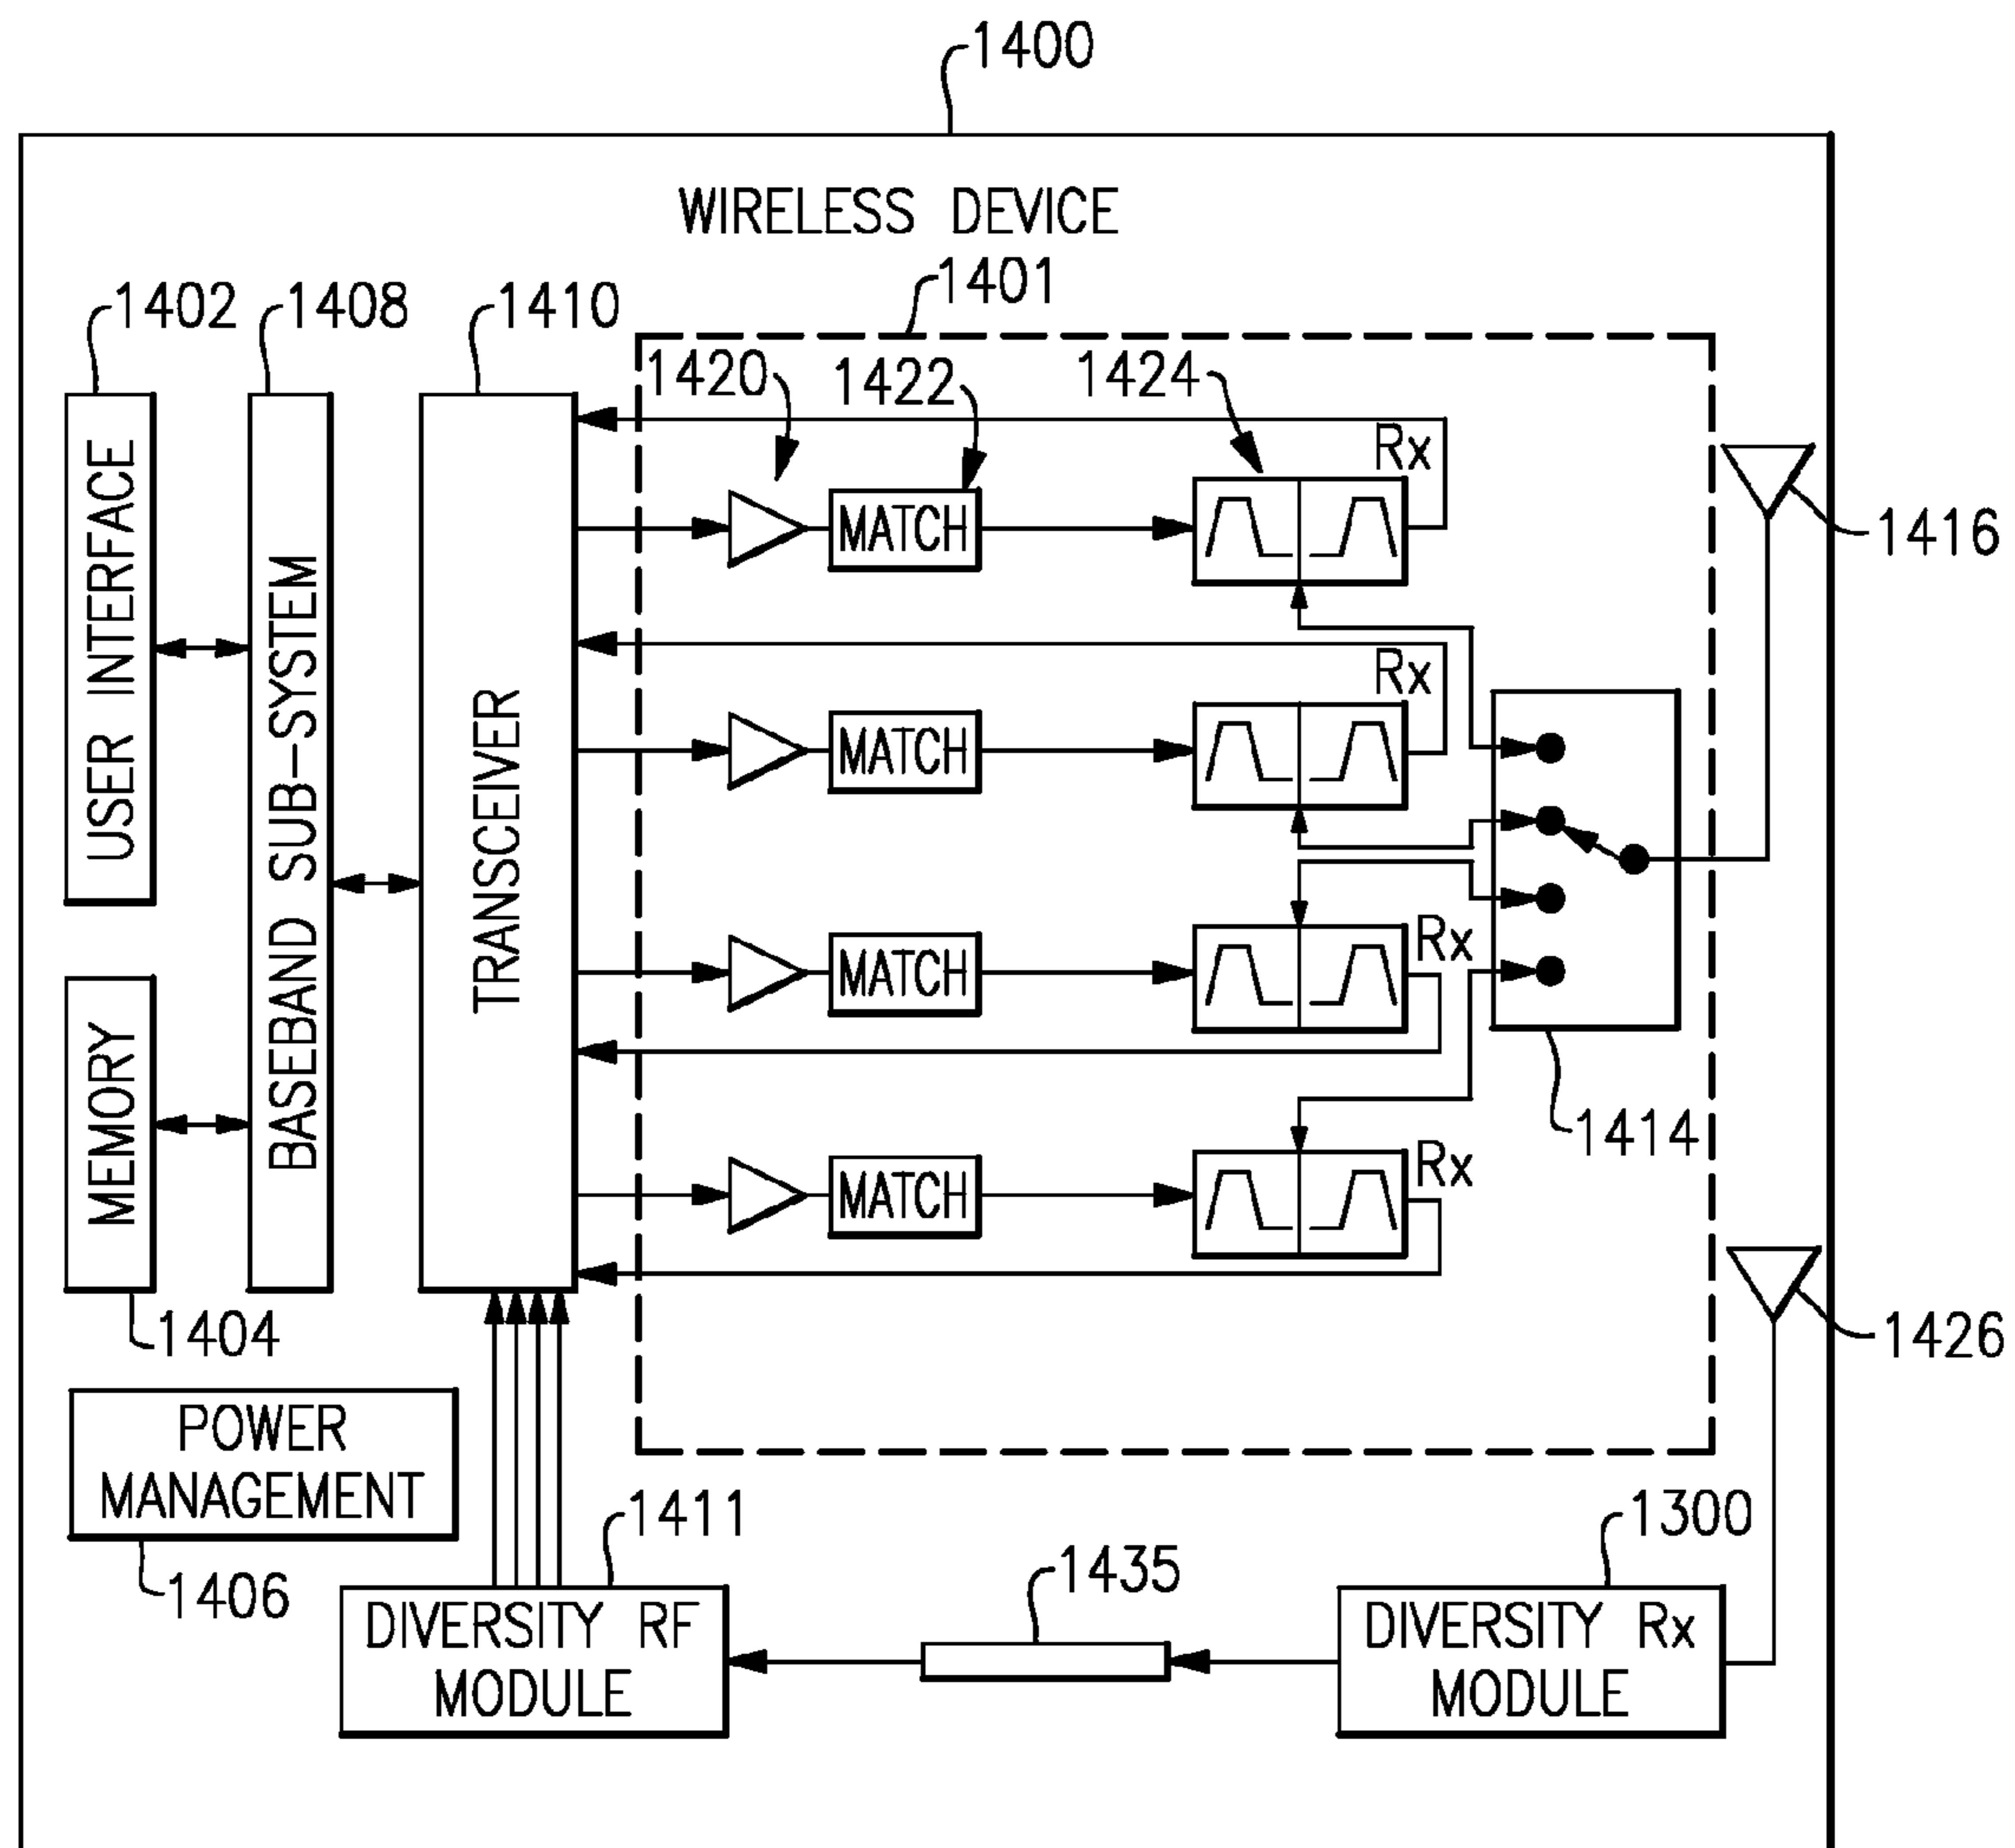 1400
WIRELESS DEVICE
1401
1402
1408
1410
1420
1422
1424
Rx
USER INTERFACE
BASEBAND SUB-SYSTEM
TRANSCEIVER
MATCH
1416
Rx
MATCH
Rx
MATCH
MEMORY
1414
Rx
MATCH
1404
1426
POWER
MANAGEMENT
1406
1411
1435
1300
DIVERSITY RF
MODULE
DIVERSITY Rx
MODULE